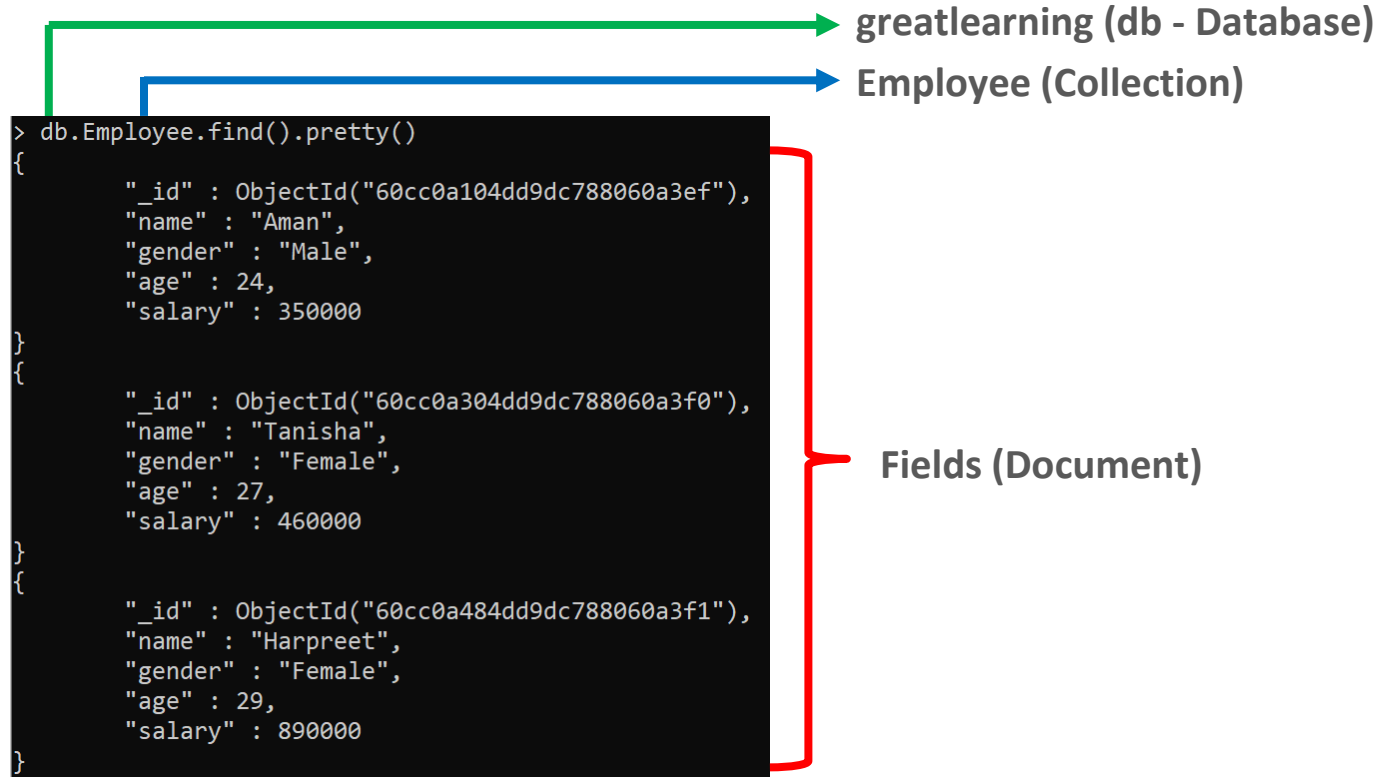 greatlearning (db - Database)
Employee (Collection)
> db.Employee.find().pretty()
{
"_id" : ObjectId("60cc0a104dd9dc788060a3ef"),
"name" : "Aman",
"gender" : "Male",
"age" : 24,
"salary" : 350000
}
{
"_id" : ObjectId("60cc0a304dd9dc788060a3f0"),
"name" : "Tanisha",
"gender" : "Female",
"age" : 27,
"salary" : 460000
}
{
"_id" : ObjectId("60cc0a484dd9dc788060a3f1"),
"name" : "Harpreet",
"gender" : "Female",
"age" : 29,
"salary" : 890000
}
Fields (Document)